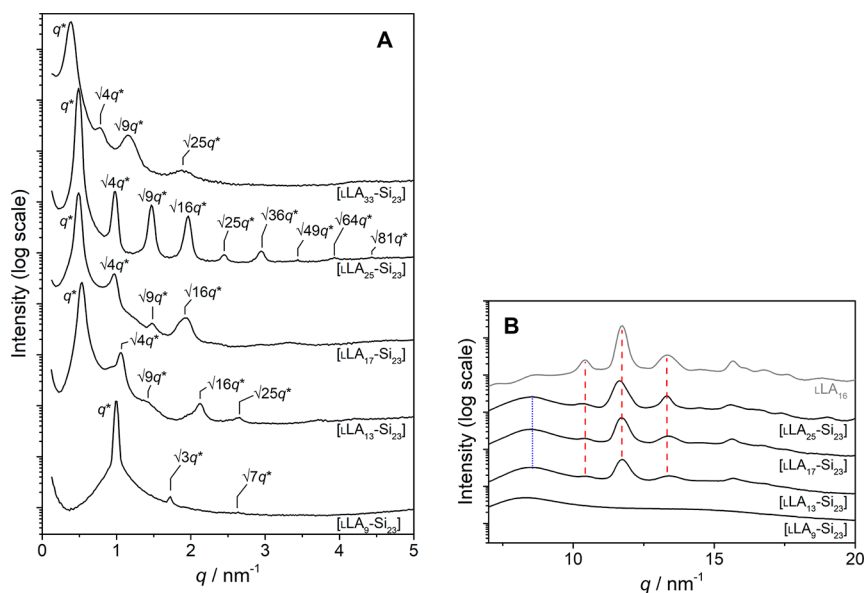 A
q*
√4q*
√9q*
√25q*
[LLA33–Si23]
q*
√4q*
√9q*
√16q*
√25q*
√36q*
√49q*
√64q*
√81q*
[LLA25–Si23]
q*
√4q*
√9q*
√16q*
[LLA17–Si23]
q*
√4q*
√9q*
√16q*
√25q*
[LLA13–Si23]
q*
√3q*
√7q*
[LLA9–Si23]
Intensity (log scale)
0 1 2 3 4 5
q / nm⁻¹
B
LLA16
[LLA25–Si23]
[LLA17–Si23]
[LLA13–Si23]
[LLA9–Si23]
Intensity (log scale)
10 15 20
q / nm⁻¹